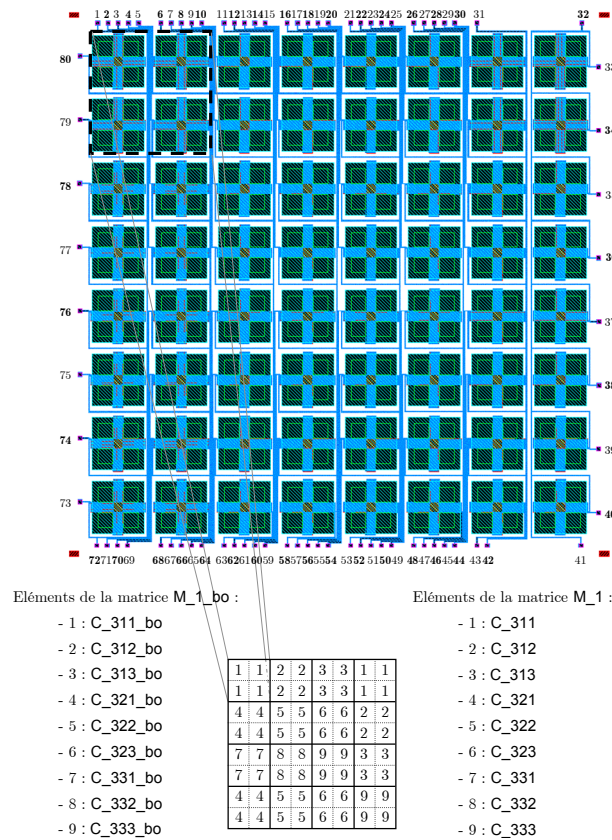 1 2 3 4 5 6 7 8 9 10 11 12 13 14 15 16 17 18 19 20 21 22 23 24 25 26 27 28 29 30 31 32
80
79
34
78
77
76
37
75
38
74
39
73
40
72 71 70 69 68 67 66 65 64 63 62 61 60 59 58 57 56 55 54 53 52 51 50 49 48 47 46 45 44 43 42 41
Eléments de la matrice M_1_bo : Eléments de la matrice M_1 :
- 1 : C_311_bo - 1 : C_311
- 2 : C_312_bo - 2 : C_312
- 3 : C_313_bo - 3 : C_313
- 4 : C_321_bo - 4 : C_321
- 5 : C_322_bo - 5 : C_322
- 6 : C_323_bo - 6 : C_323
- 7 : C_331_bo - 7 : C_331
- 8 : C_332_bo - 8 : C_332
- 9 : C_333_bo - 9 : C_333
1 1 2 2 3 3 1 1
1 1 2 2 3 3 1 1
4 4 5 5 6 6 2 2
4 4 5 5 6 6 2 2
7 7 8 8 9 9 3 3
7 7 8 8 9 9 3 3
4 4 5 5 6 6 9 9
4 4 5 5 6 6 9 9